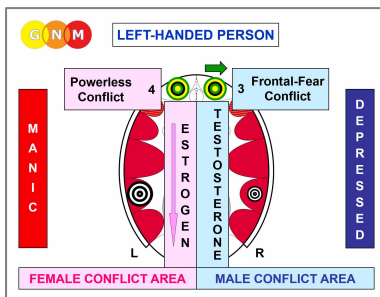 GNM
LEFT-HANDED PERSON
Powerless
Conflict
4
3
Frontal-Fear
Conflict
MANIC
ESTROGEN
TESTOSTERONE
DEPRESSED
L
R
FEMALE CONFLICT AREA
MALE CONFLICT AREA